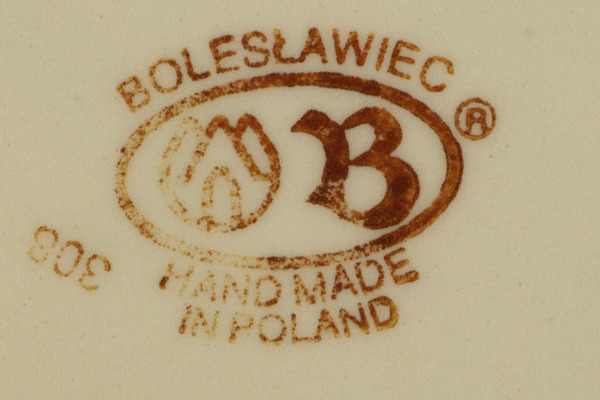 BOLESŁAWIEC
B ®
HAND MADE
IN POLAND
308